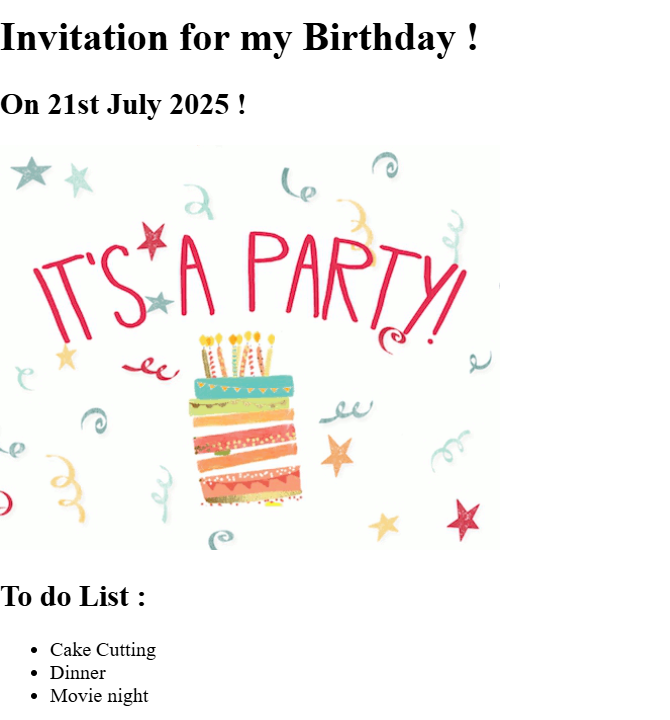 Invitation for my Birthday !
On 21st July 2025 !
IT'S A PARTY!
To do List :
Cake Cutting
Dinner
Movie night